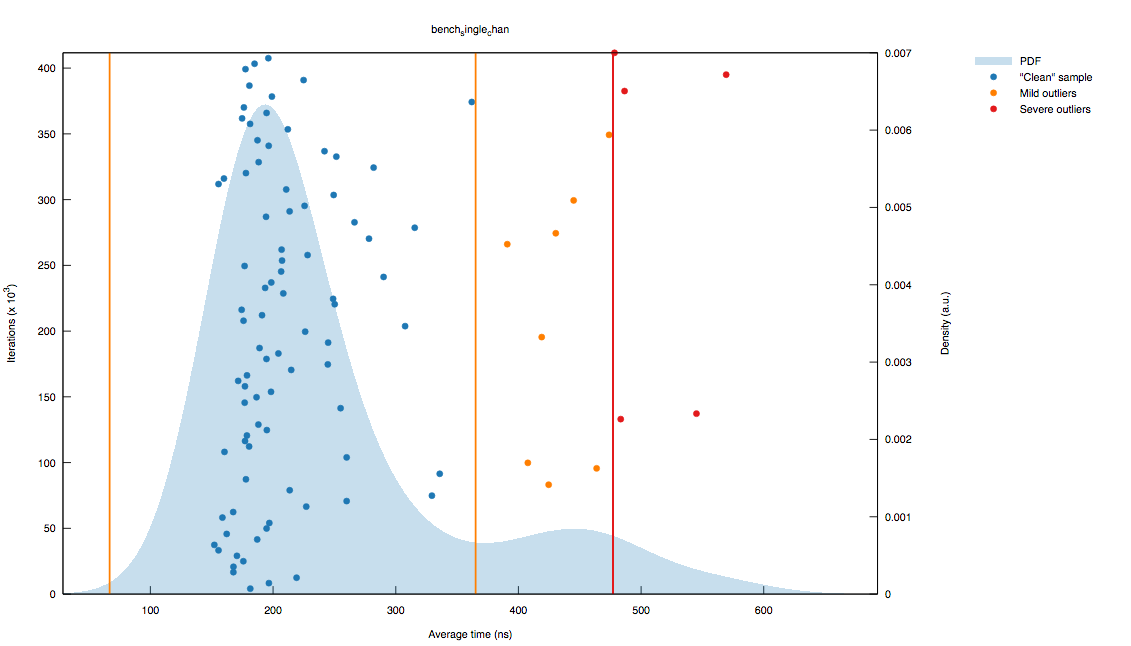 bench_single_chan
PDF
"Clean" sample
Mild outliers
Severe outliers
400
350
300
250
200
150
100
50
0
Iterations (x 10^3)
0.007
0.006
0.005
0.004
0.003
0.002
0.001
0
Density (a.u.)
100
200
300
400
500
600
Average time (ns)